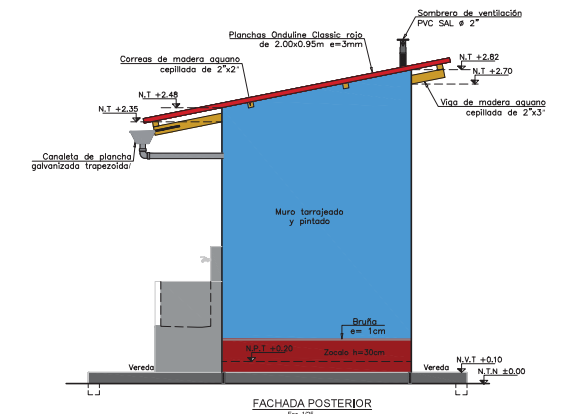 Sombrero de ventilación
PVC SAL Ø 2"
Planchas Onduline Classic rojo
de 2.00x0.95m e=3mm
Correas de madera aguano
cepillada de 2"x2"
N.T +2.82
N.T +2.70
N.T +2.48
N.T +2.35
Viga de madera aguano
cepillada de 2"x3"
Canaleta de plancha
galvanizada trapezoidal
Muro tarrajeado
y pintado
Bruña
e= 1cm
N.P.T +0.20
Zocalo h=30cm
Vereda
Vereda
N.V.T +0.10
N.T.N ±0.00
FACHADA POSTERIOR